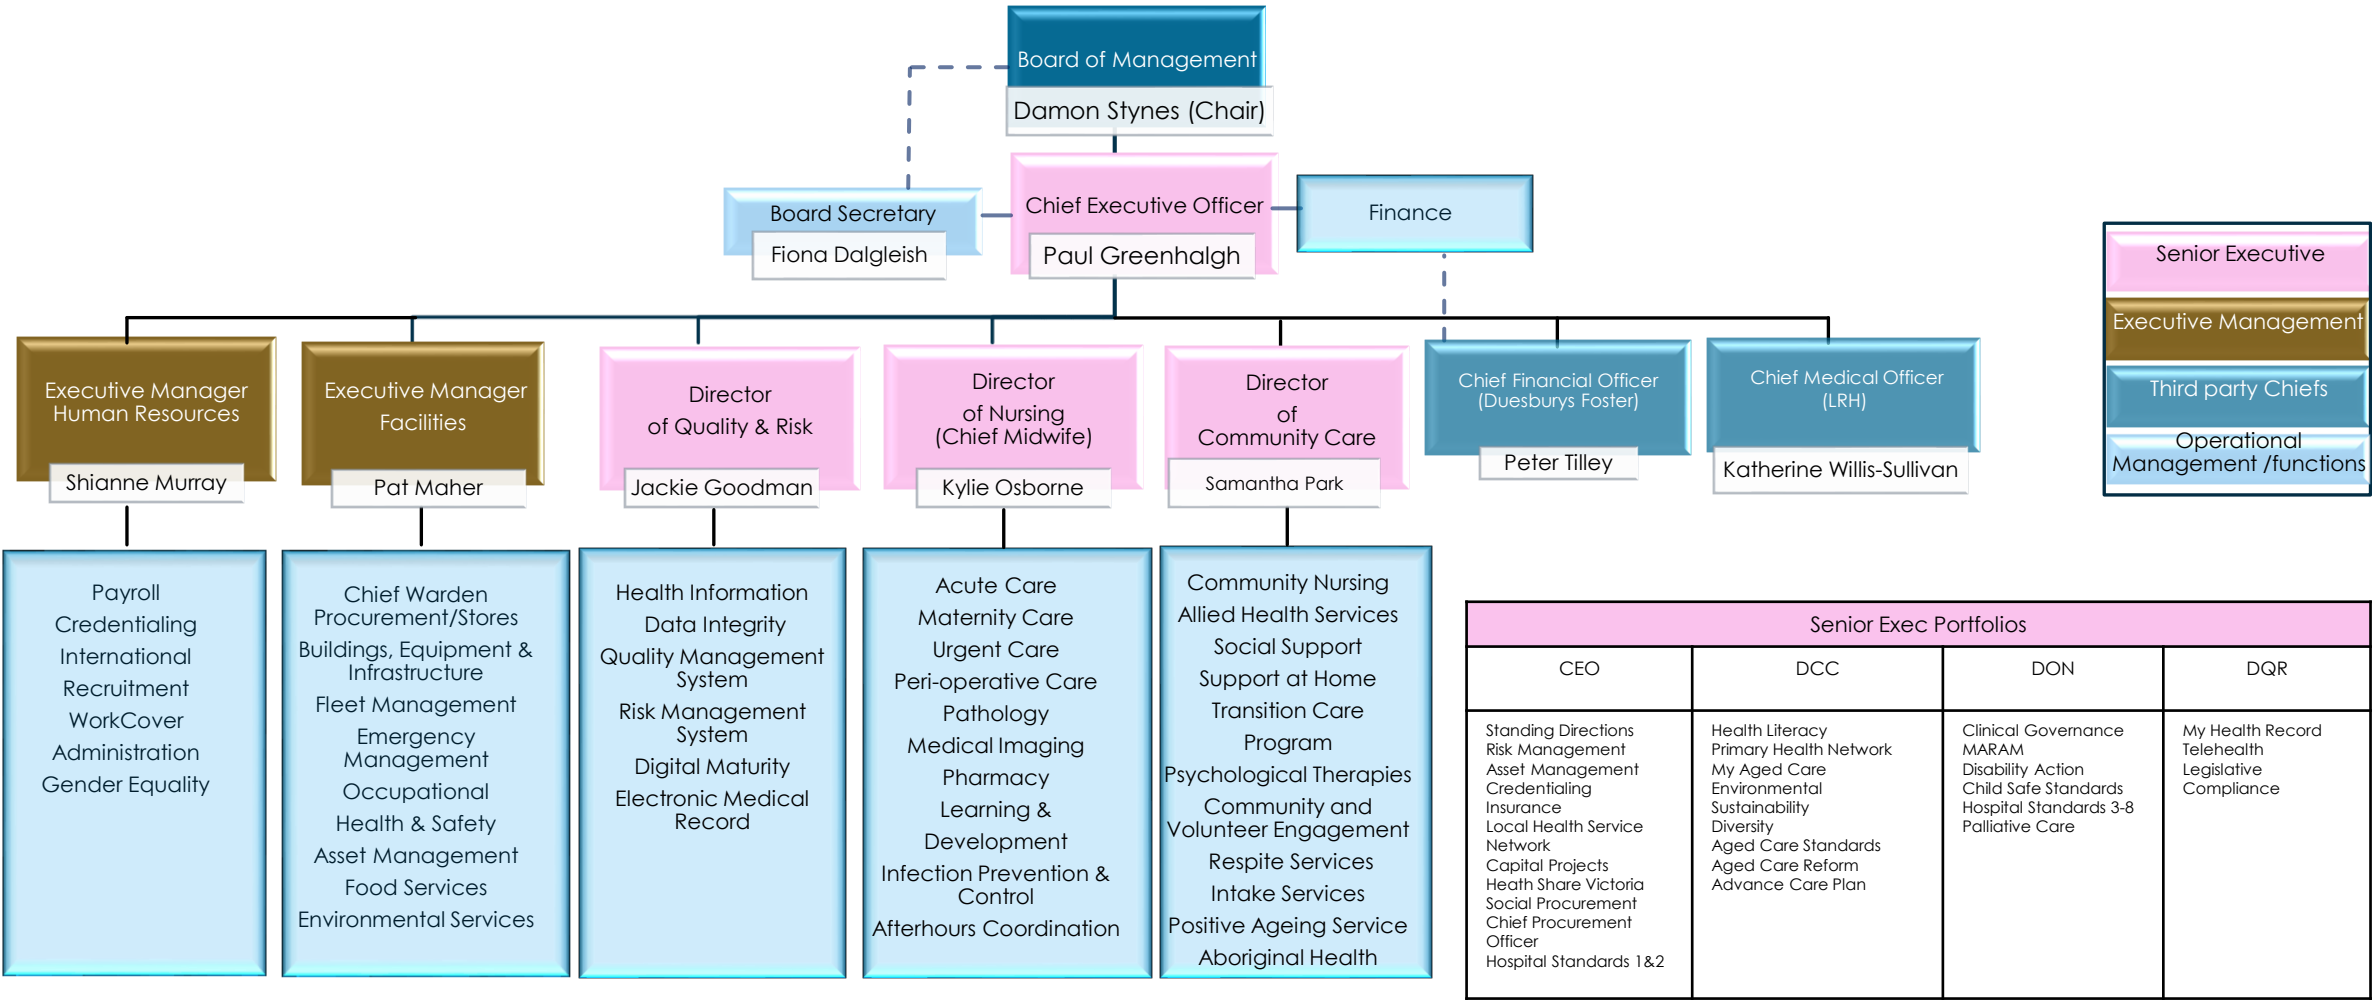 Board of Management
Damon Stynes (Chair)
Board Secretary
Fiona Dalgleish
Chief Executive Officer
Paul Greenhalgh
Finance
Senior Executive
Executive Management
Third party Chiefs
Operational
Management /functions
Executive Manager
Human Resources
Shianne Murray
Executive Manager
Facilities
Pat Maher
Director
of Quality & Risk
Jackie Goodman
Director
of Nursing
(Chief Midwife)
Kylie Osborne
Director
of
Community Care
Samantha Park
Chief Financial Officer
(Duesburys Foster)
Peter Tilley
Chief Medical Officer
(LRH)
Katherine Willis-Sullivan
Payroll
Credentialing
International
Recruitment
WorkCover
Administration
Gender Equality
Chief Warden
Procurement/Stores
Buildings, Equipment &
Infrastructure
Fleet Management
Emergency
Management
Occupational
Health & Safety
Asset Management
Food Services
Environmental Services
Health Information
Data Integrity
Quality Management
System
Risk Management
System
Digital Maturity
Electronic Medical
Record
Acute Care
Maternity Care
Urgent Care
Peri-operative Care
Pathology
Medical Imaging
Pharmacy
Learning &
Development
Infection Prevention &
Control
Afterhours Coordination
Community Nursing
Allied Health Services
Social Support
Support at Home
Transition Care
Program
Psychological Therapies
Community and
Volunteer Engagement
Respite Services
Intake Services
Positive Ageing Service
Aboriginal Health
Senior Exec Portfolios
CEO
DCC
DON
DQR
Standing Directions
Risk Management
Asset Management
Credentialing
Insurance
Local Health Service
Network
Capital Projects
Heath Share Victoria
Social Procurement
Chief Procurement
Officer
Hospital Standards 1&2
Health Literacy
Primary Health Network
My Aged Care
Environmental
Sustainability
Diversity
Aged Care Standards
Aged Care Reform
Advance Care Plan
Clinical Governance
MARAM
Disability Action
Child Safe Standards
Hospital Standards 3-8
Palliative Care
My Health Record
Telehealth
Legislative
Compliance